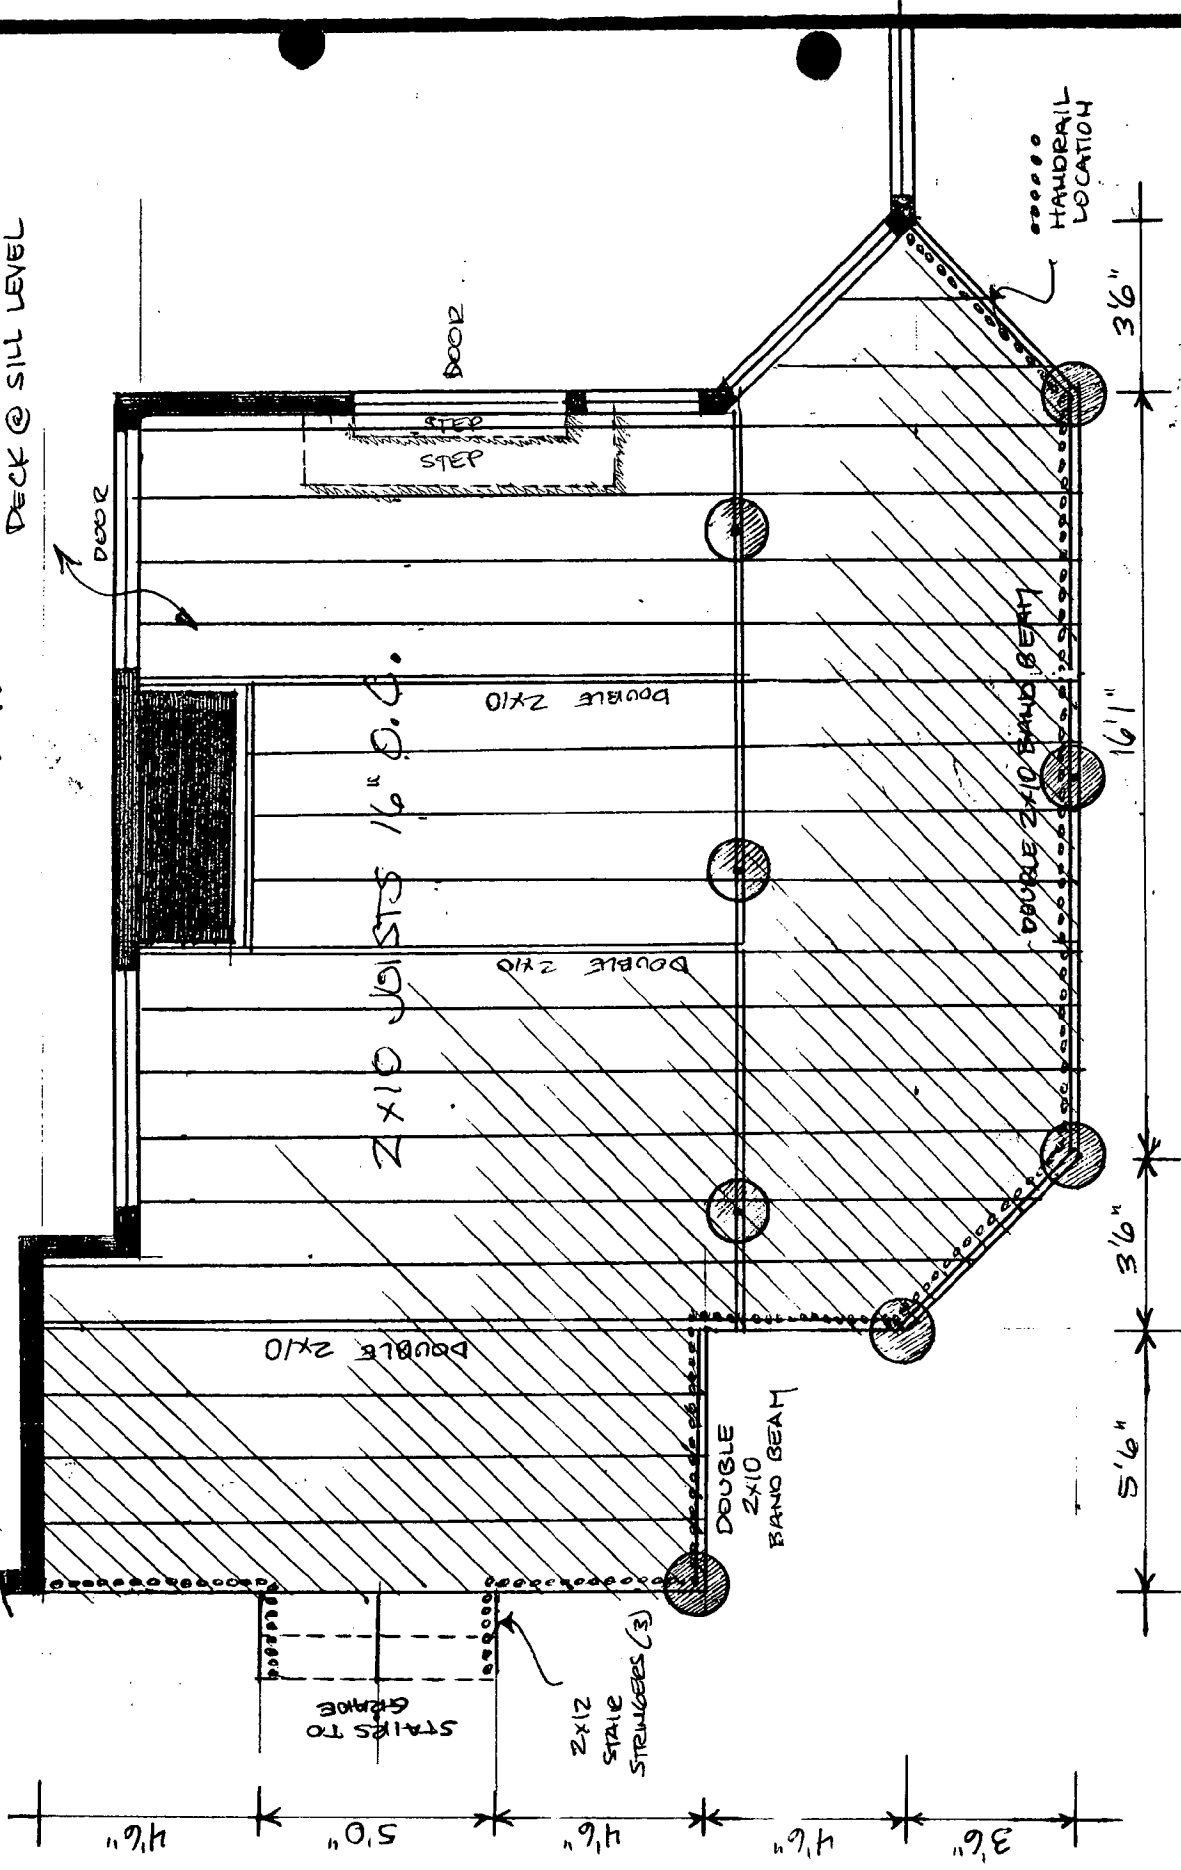 DECK @ SILL LEVEL
DOOR
DOOR
STEP
STEP
HANDRAIL
LOCATION
3'6"
DOUBLE 2X10
2X10 JOISTS 16" O.C.
DOUBLE 2X10
DOUBLE 2X10 BAND BEAM
16'1"
DOUBLE 2X10
3'6"
DOUBLE
2X10
BAND BEAM
5'6"
STAIRS TO
GRADE
2X12
STAIR
STRINGERS (3)
4'6"
5'0"
4'6"
4'6"
3'6"